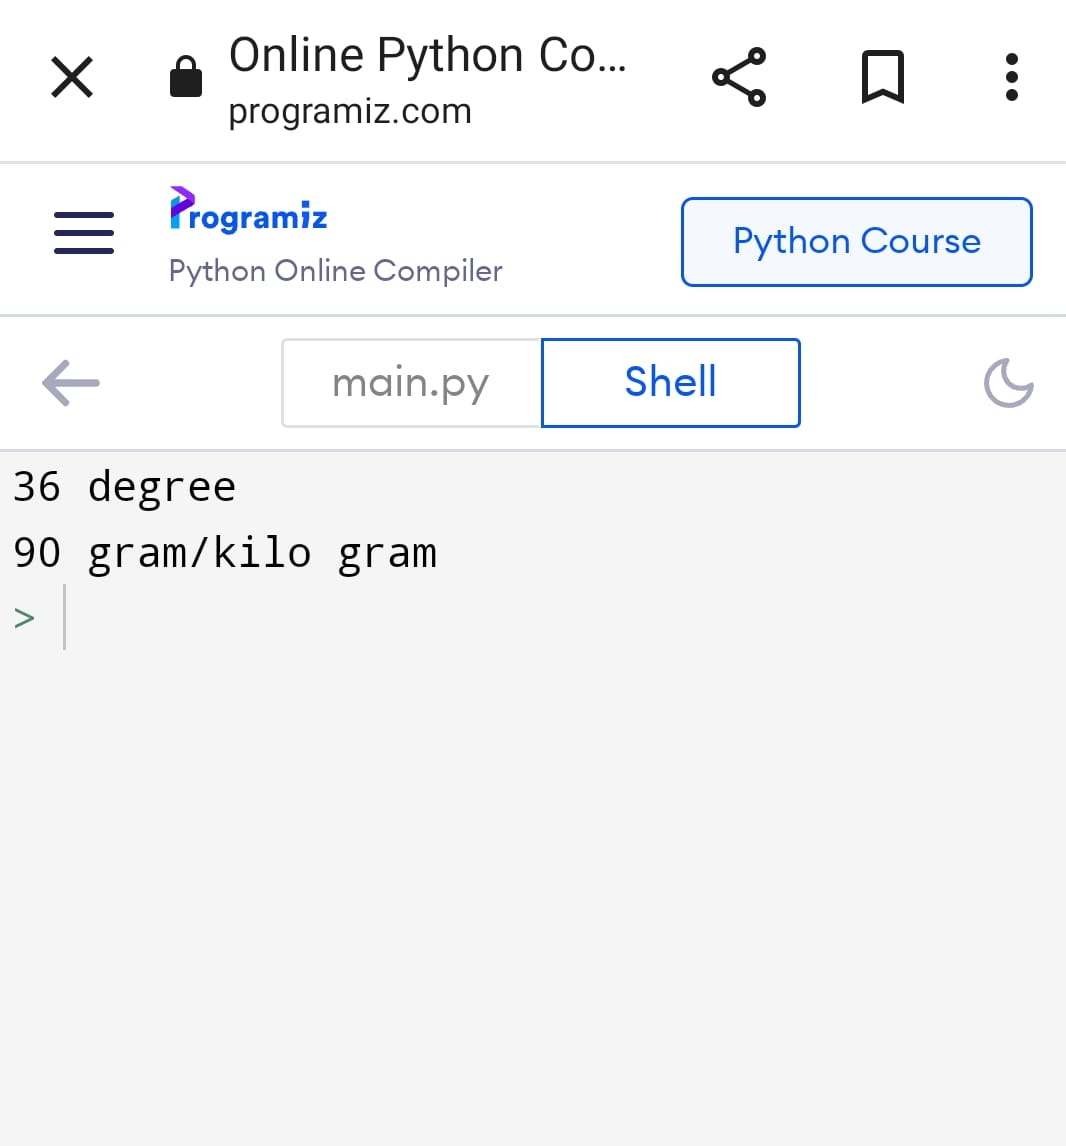 Online Python Co...
programiz.com
Programiz
Python Online Compiler
Python Course
main.py
Shell
36 degree
90 gram/kilo gram
>